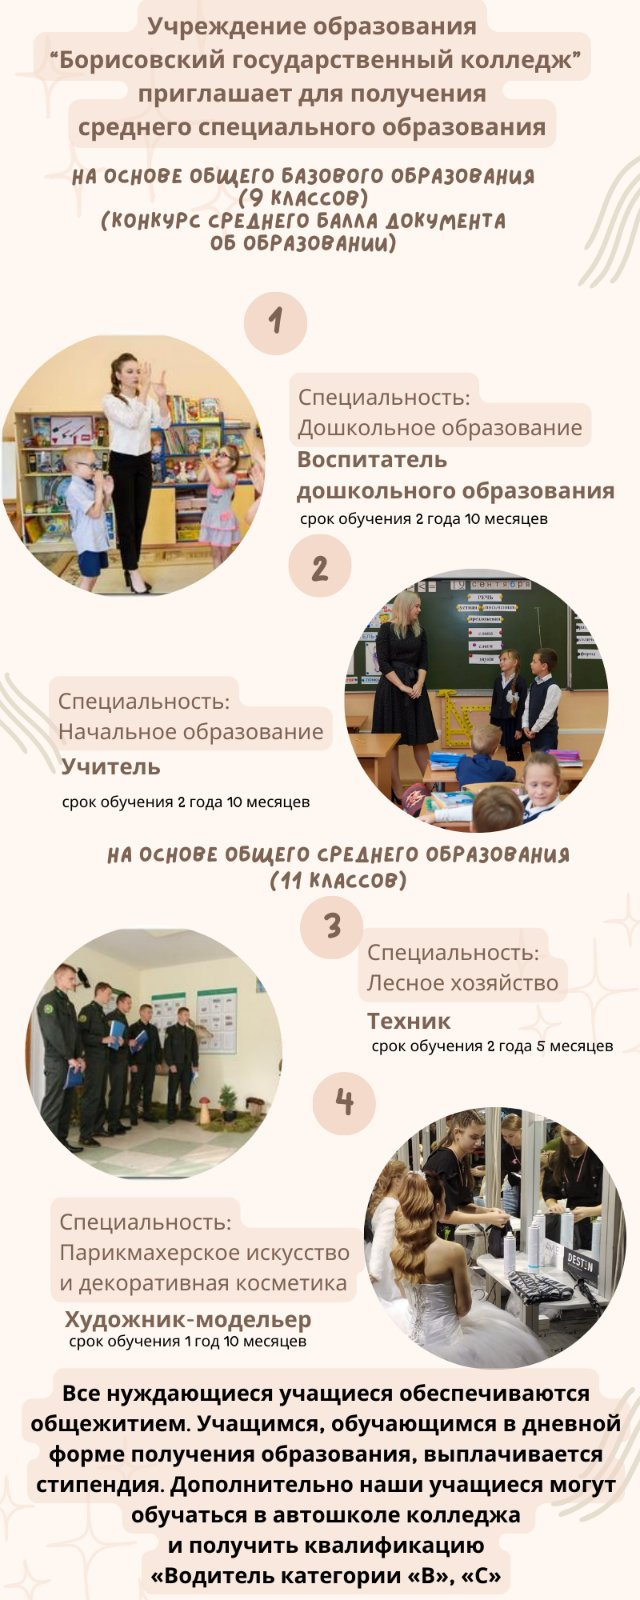 Учреждение образования
“Борисовский государственный колледж”
приглашает для получения
среднего специального образования
НА ОСНОВЕ ОБЩЕГО БАЗОВОГО ОБРАЗОВАНИЯ
(9 КЛАССОВ)
(КОНКУРС СРЕДНЕГО БАЛЛА ДОКУМЕНТА
ОБ ОБРАЗОВАНИИ)
1
Специальность:
Дошкольное образование
Воспитатель
дошкольного образования
срок обучения 2 года 10 месяцев
2
19 сентября
Специальность:
Начальное образование
Учитель
срок обучения 2 года 10 месяцев
НА ОСНОВЕ ОБЩЕГО СРЕДНЕГО ОБРАЗОВАНИЯ
(11 КЛАССОВ)
3
Специальность:
Лесное хозяйство
Техник
срок обучения 2 года 5 месяцев
4
DESTIN
Специальность:
Парикмахерское искусство
и декоративная косметика
Художник-модельер
срок обучения 1 год 10 месяцев
Все нуждающиеся учащиеся обеспечиваются
общежитием. Учащимся, обучающимся в дневной
форме получения образования, выплачивается
стипендия. Дополнительно наши учащиеся могут
обучаться в автошколе колледжа
и получить квалификацию
«Водитель категории «В», «С»